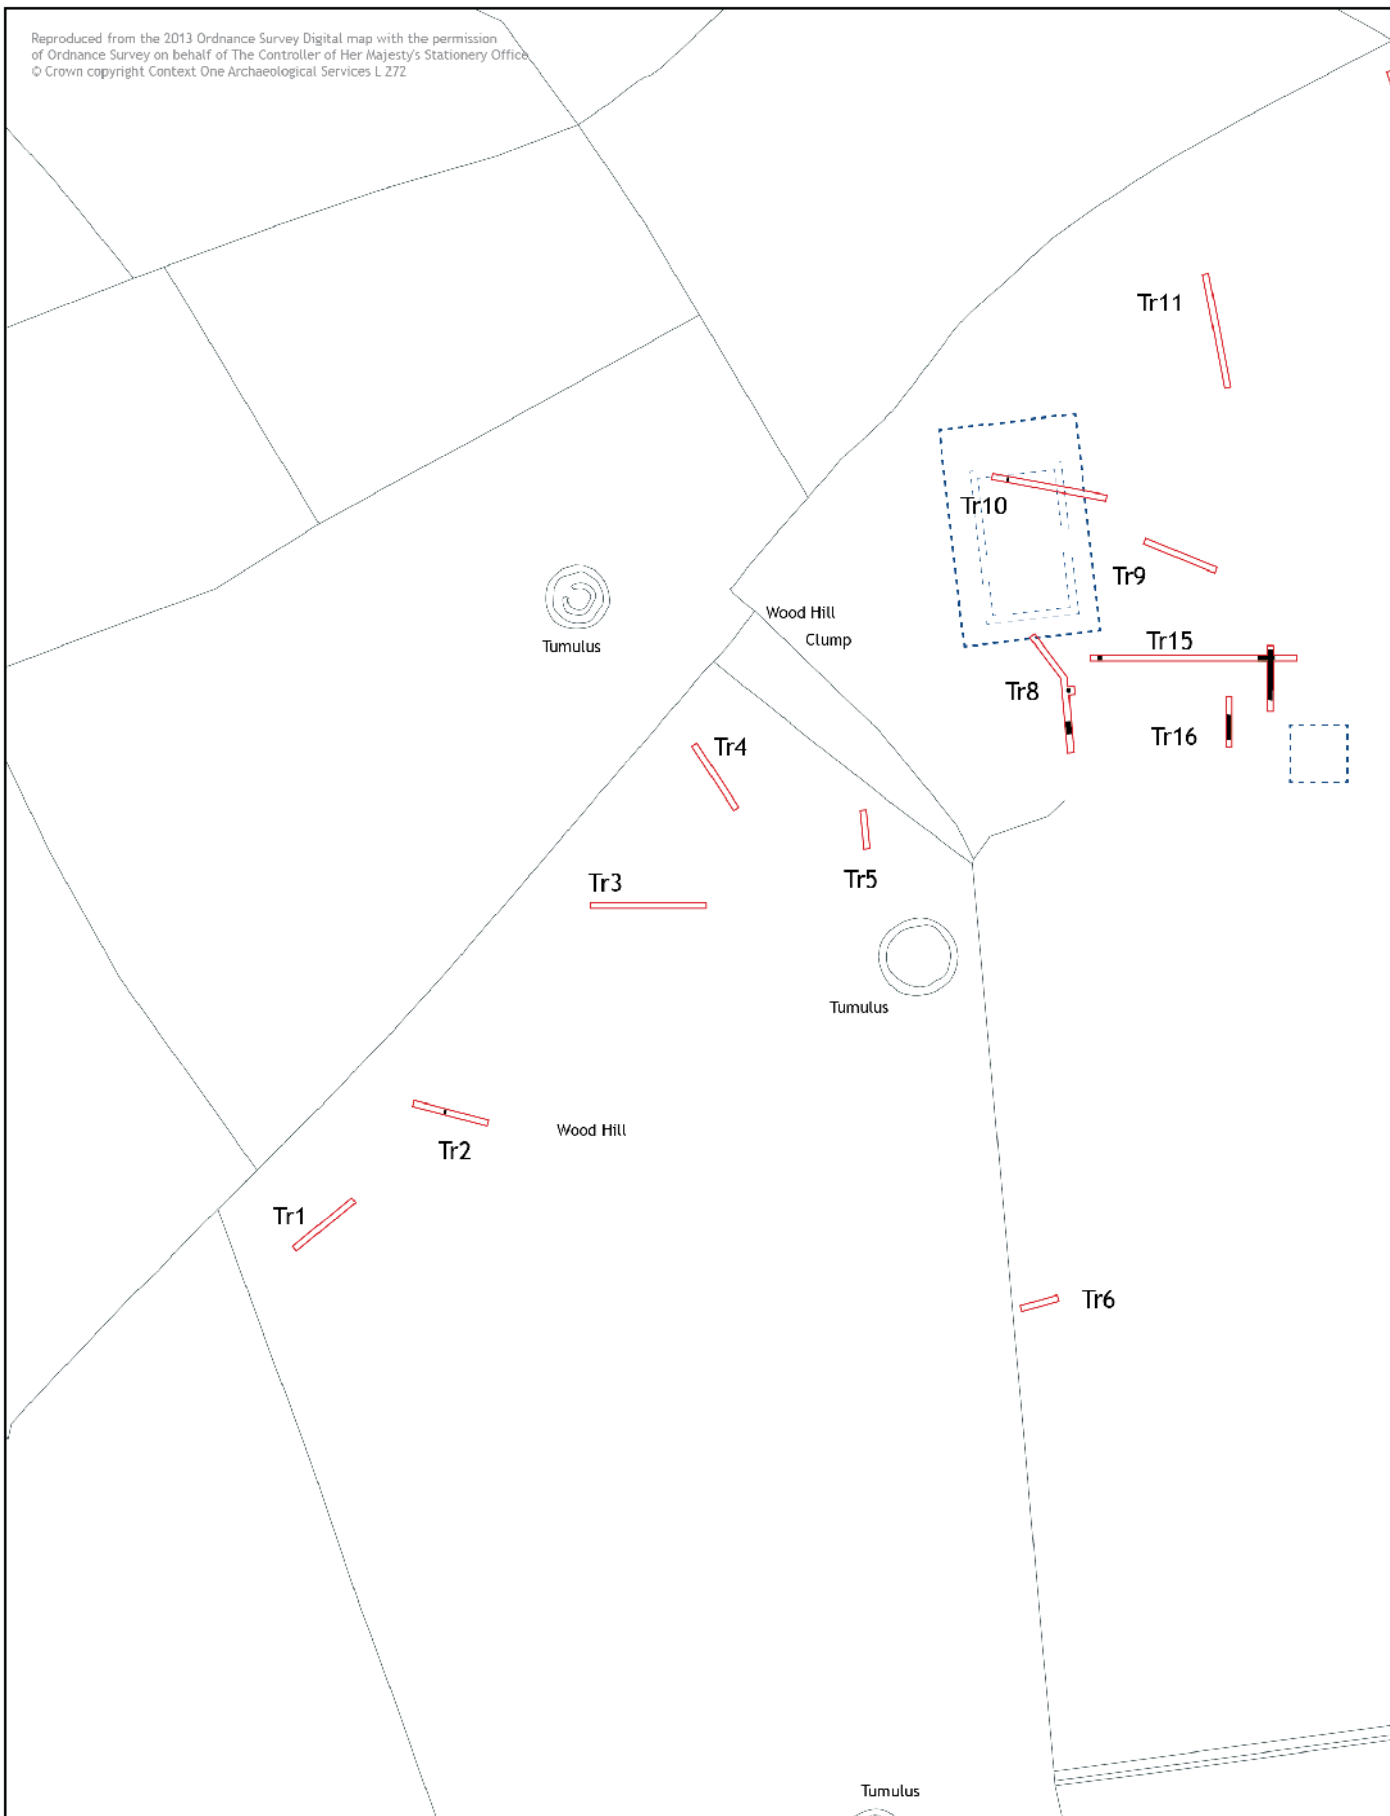 Reproduced from the 2013 Ordnance Survey Digital map with the permission
of Ordnance Survey on behalf of The Controller of Her Majesty's Stationery Office
© Crown copyright Context One Archaeological Services L 272
Tr11
Tr10
Tr9
Wood Hill
Clump
Tumulus
Tr15
Tr8
Tr16
Tr4
Tr5
Tr3
Tumulus
Wood Hill
Tr2
Tr1
Tr6
Tumulus